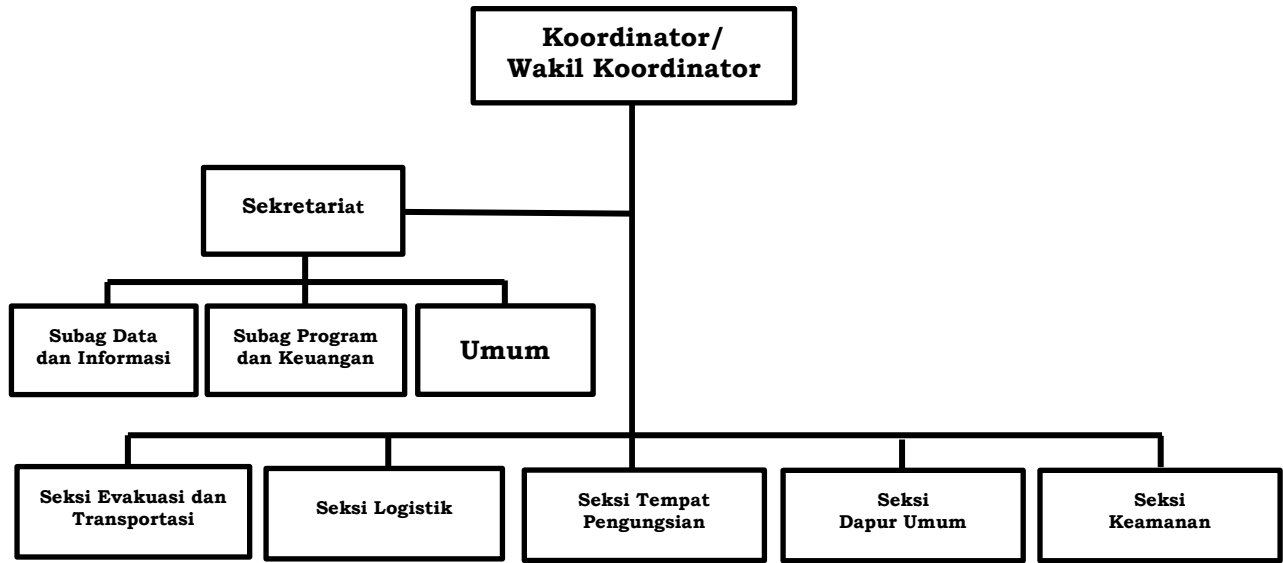 Koordinator/
Wakil Koordinator
Sekretariat
Subag Data
dan Informasi
Subag Program
dan Keuangan
Umum
Seksi Evakuasi dan
Transportasi
Seksi Logistik
Seksi Tempat
Pengungsian
Seksi
Dapur Umum
Seksi
Keamanan